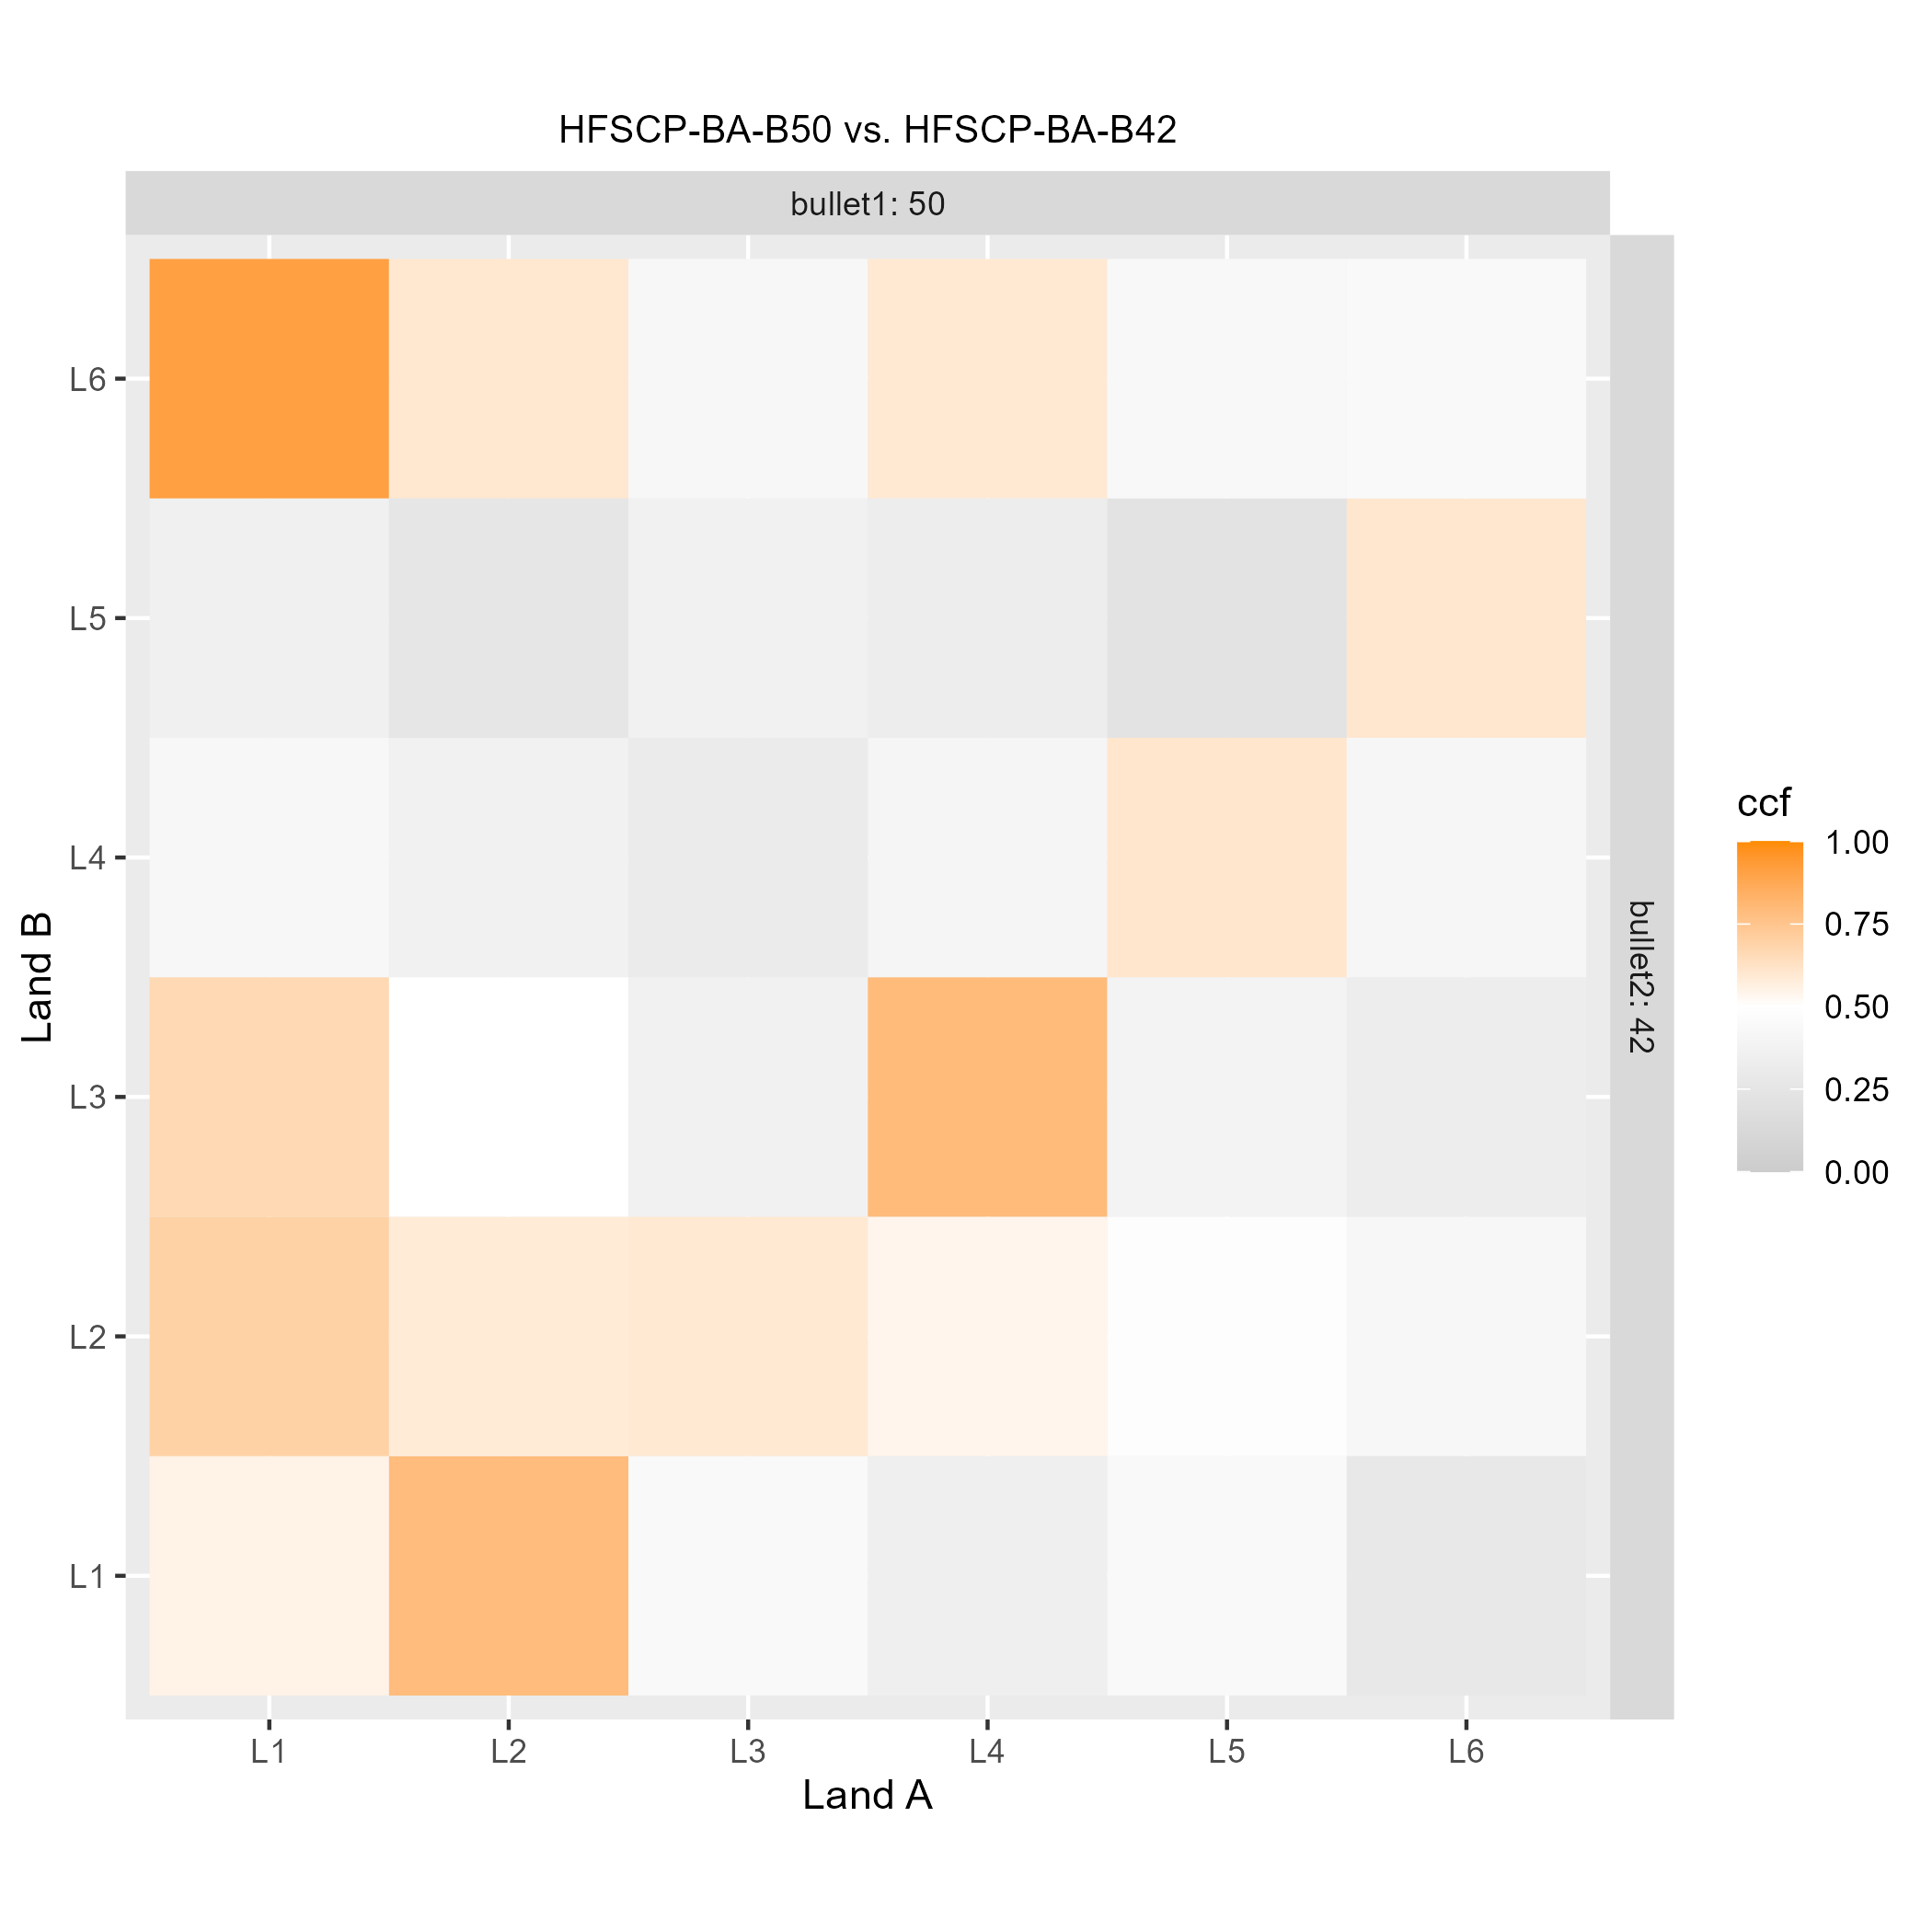 HFSCP-BA-B50 vs. HFSCP-BA-B42
bullet1: 50
L6
L5
L4
L3
L2
L1
Land B
bullet2: 42
ccf
1.00
0.75
0.50
0.25
0.00
L1 L2 L3 L4 L5 L6
Land A